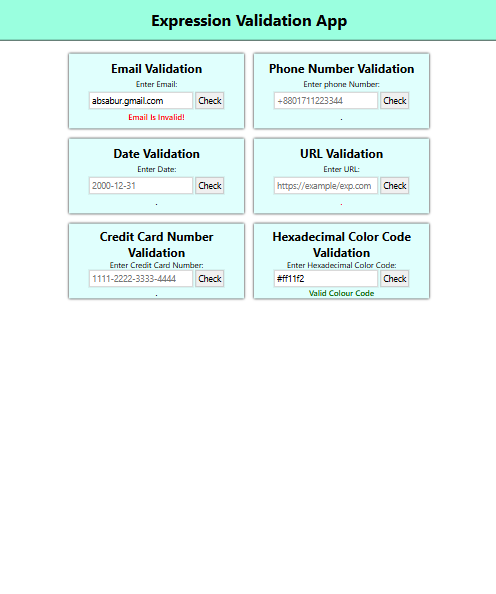 Expression Validation App
Email Validation
Enter Email:
absabur.gmail.com Check
Email Is Invalid!
Phone Number Validation
Enter phone Number:
+8801711223344 Check
.
Date Validation
Enter Date:
2000-12-31 Check
.
URL Validation
Enter URL:
https://example/exp.com Check
.
Credit Card Number
Validation
Enter Credit Card Number:
1111-2222-3333-4444 Check
.
Hexadecimal Color Code
Validation
Enter Hexadecimal Color Code:
#ff11f2 Check
Valid Colour Code